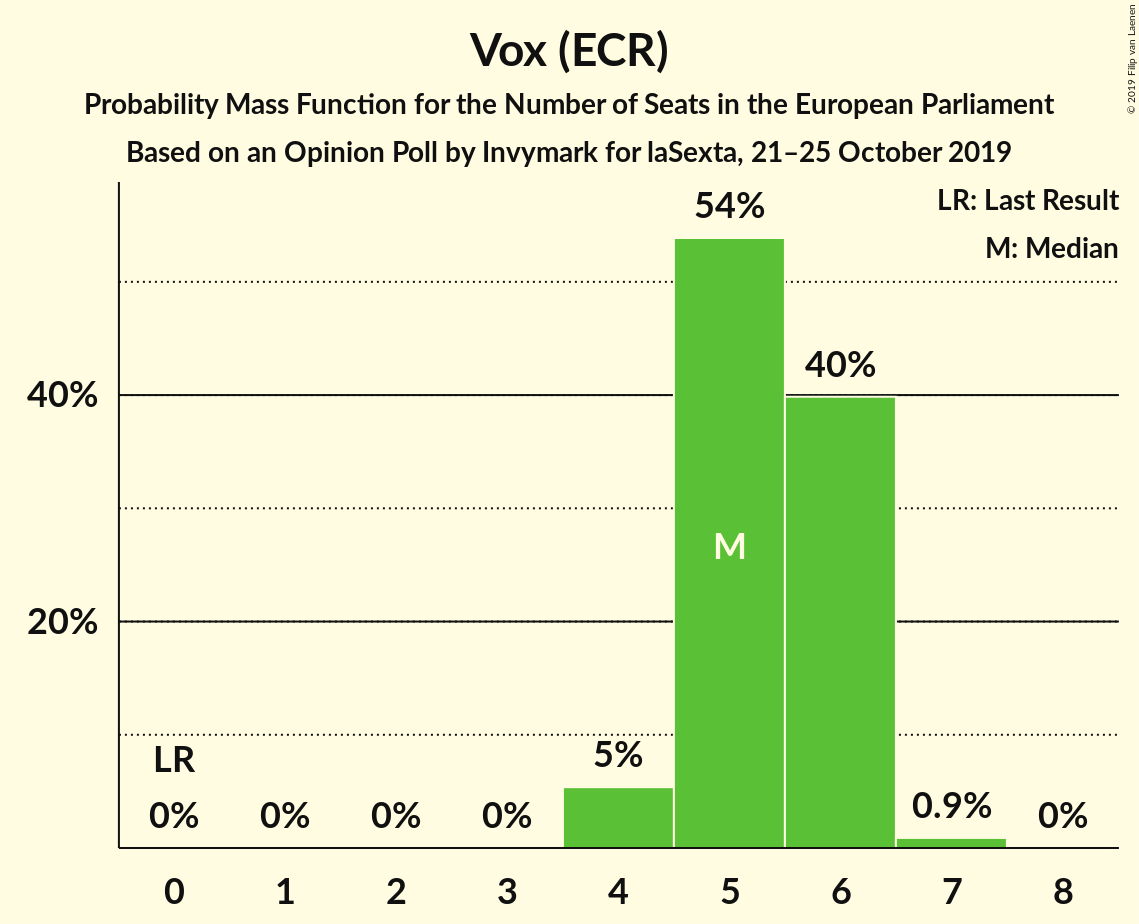 Vox (ECR)
Probability Mass Function for the Number of Seats in the European Parliament
Based on an Opinion Poll by Invymark for laSexta, 21–25 October 2019
© 2019 Filip van Laenen
LR: Last Result
M: Median
54%
40%
40%
M
20%
LR
5%
0%
0%
0%
0%
0.9%
0%
0
1
2
3
4
5
6
7
8